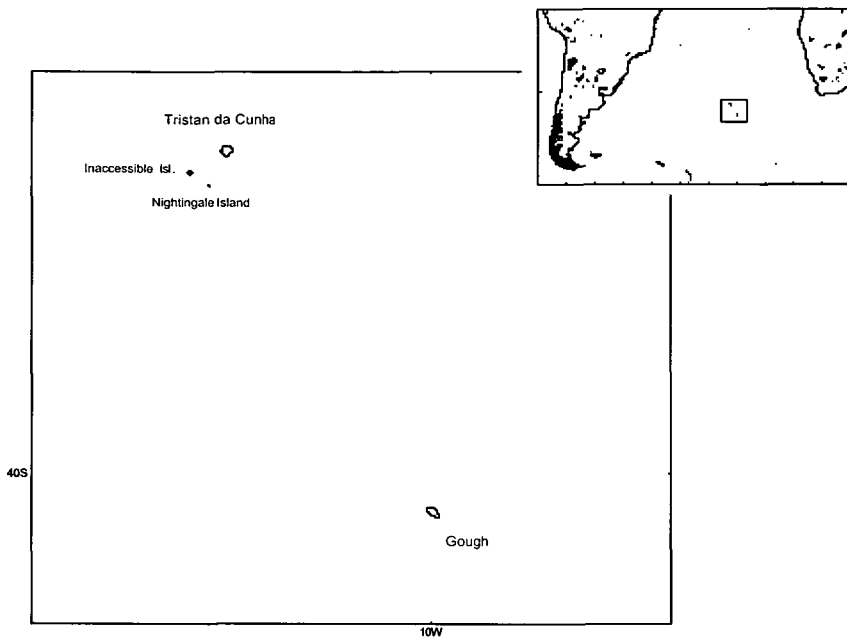 Tristan da Cunha
Inaccessible Isl.
Nightingale Island
40S
Gough
10W